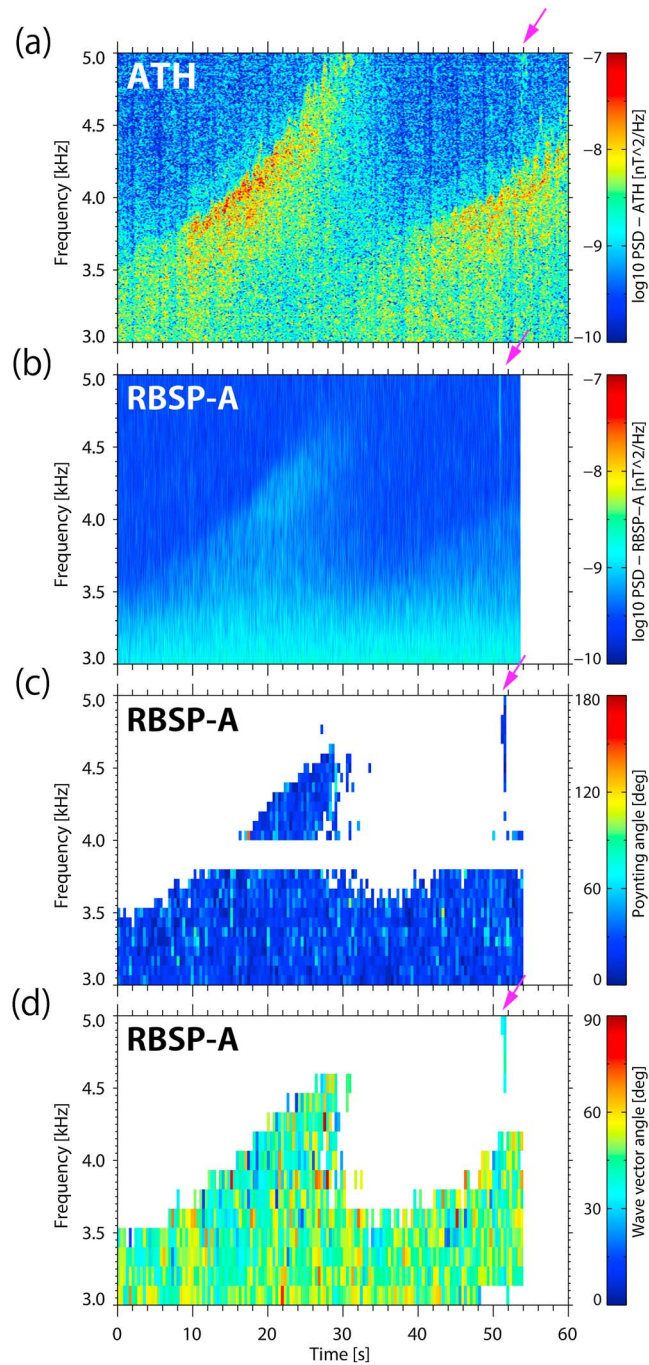 (a)
ATH
5.0
4.5
4.0
3.5
3.0
Frequency [kHz]
−7
−8
−9
−10
log10 PSD − ATH [nT^2/Hz]
(b)
RBSP-A
5.0
4.5
4.0
3.5
3.0
Frequency [kHz]
−7
−8
−9
−10
log10 PSD − RBSP−A [nT^2/Hz]
(c)
RBSP-A
5.0
4.5
4.0
3.5
3.0
Frequency [kHz]
180
120
60
0
Poynting angle [deg]
(d)
RBSP-A
5.0
4.5
4.0
3.5
3.0
Frequency [kHz]
90
60
30
0
Wave vector angle [deg]
0 10 20 30 40 50 60
Time [s]